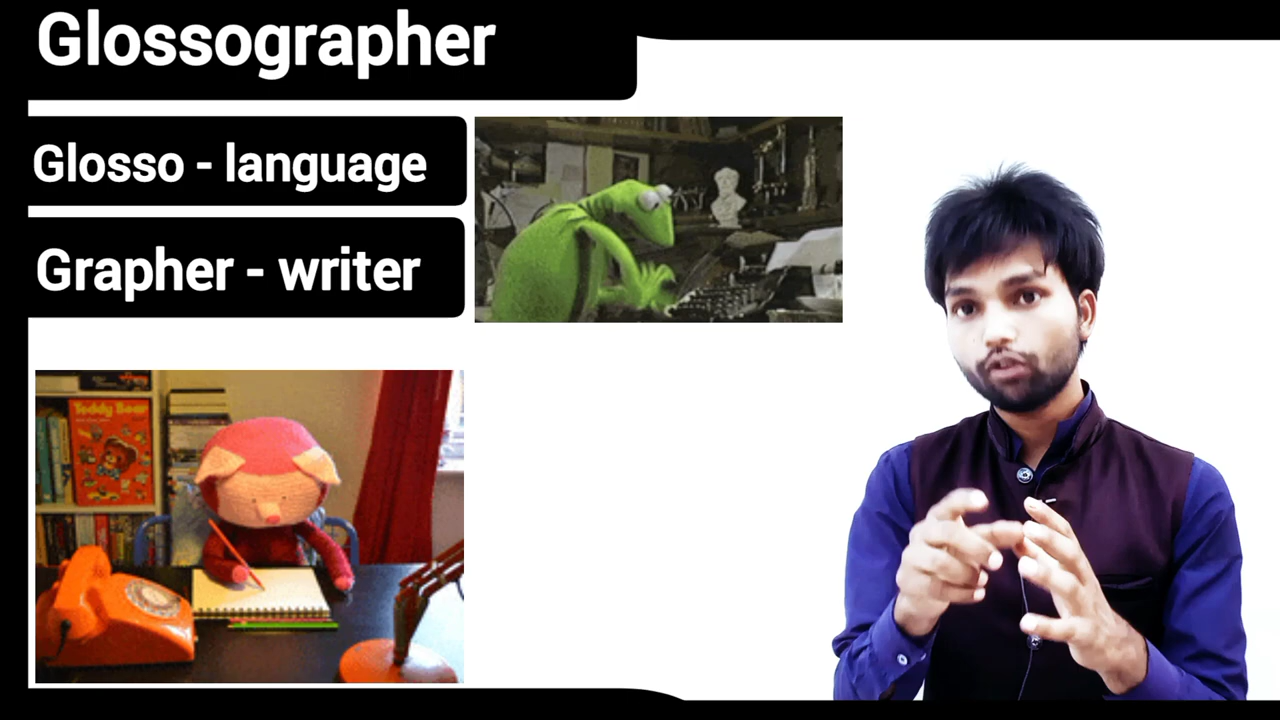 Glossographer
Glosso - language
Grapher - writer
Teddy Bear